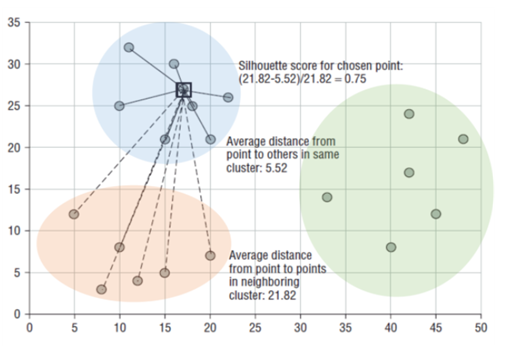 35
30
25
20
15
10
5
0
Silhouette score for chosen point:
(21.82-5.52)/21.82 = 0.75
Average distance from
point to others in same
cluster: 5.52
Average distance
from point to points
in neighboring
cluster: 21.82
0 5 10 15 20 25 30 35 40 45 50